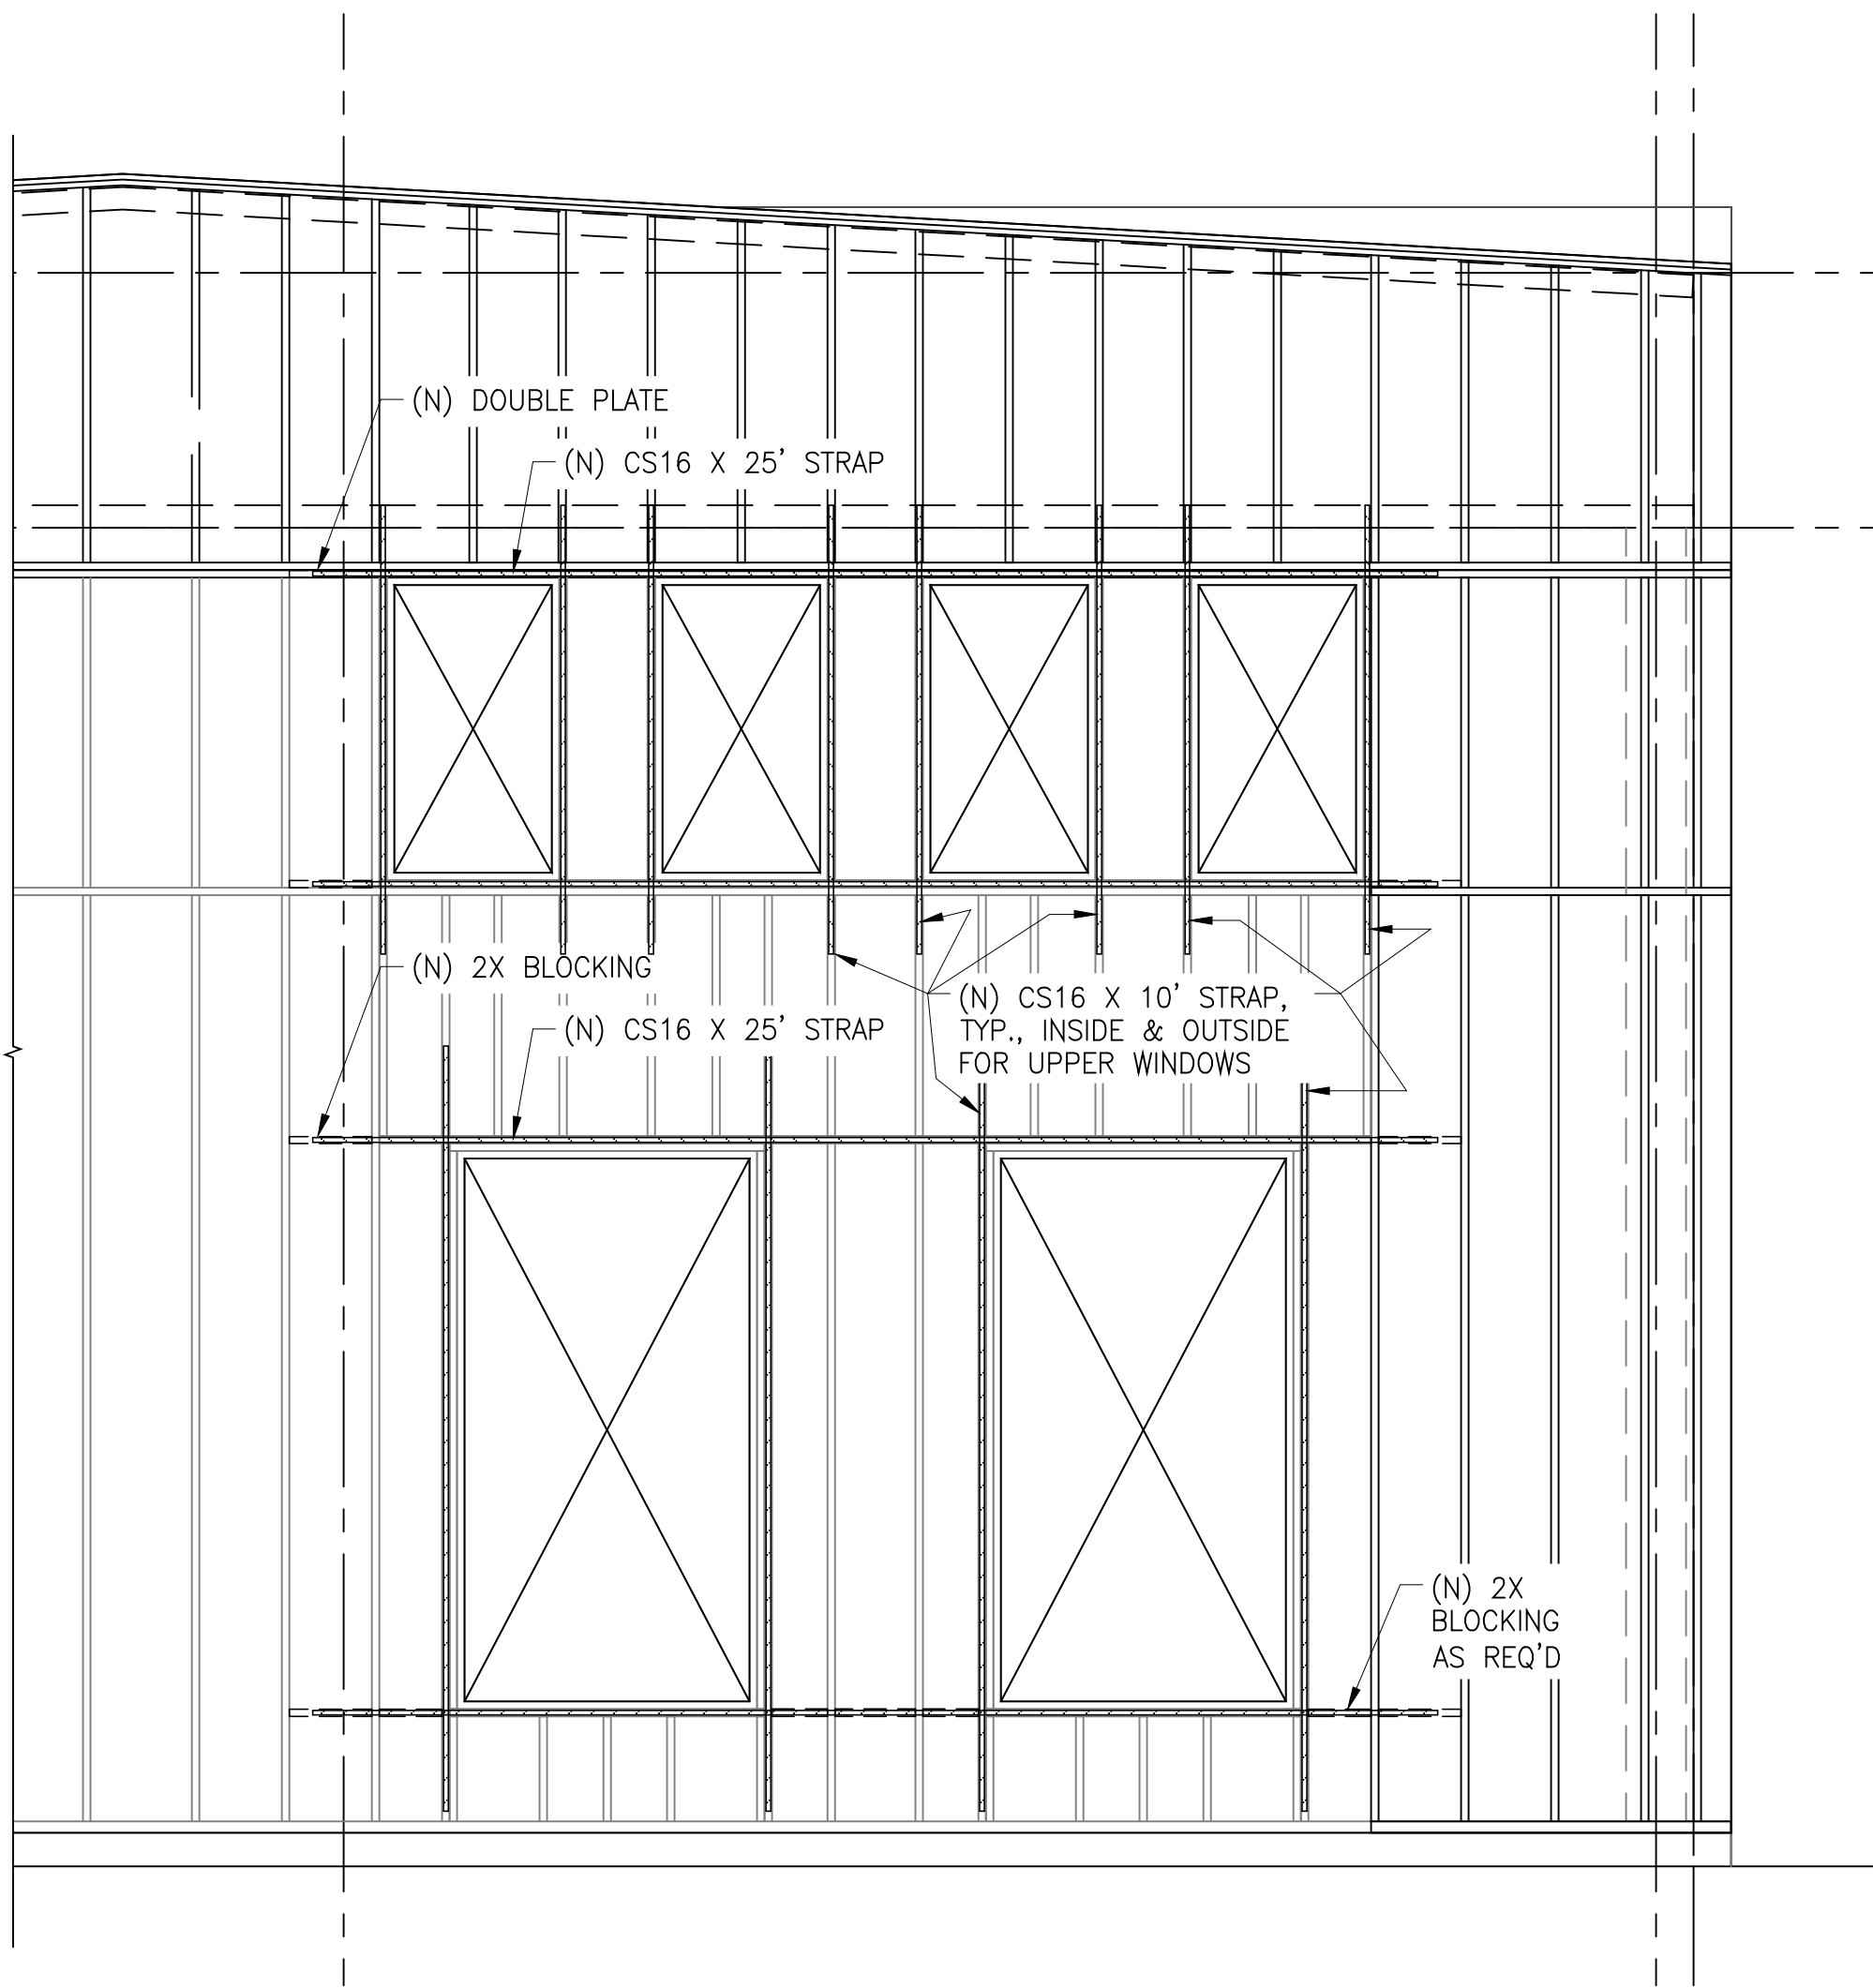 (N) DOUBLE PLATE
(N) CS16 X 25' STRAP
(N) 2X BLOCKING
(N) CS16 X 10' STRAP,
TYP., INSIDE & OUTSIDE
FOR UPPER WINDOWS
(N) CS16 X 25' STRAP
(N) 2X
BLOCKING
AS REQ'D